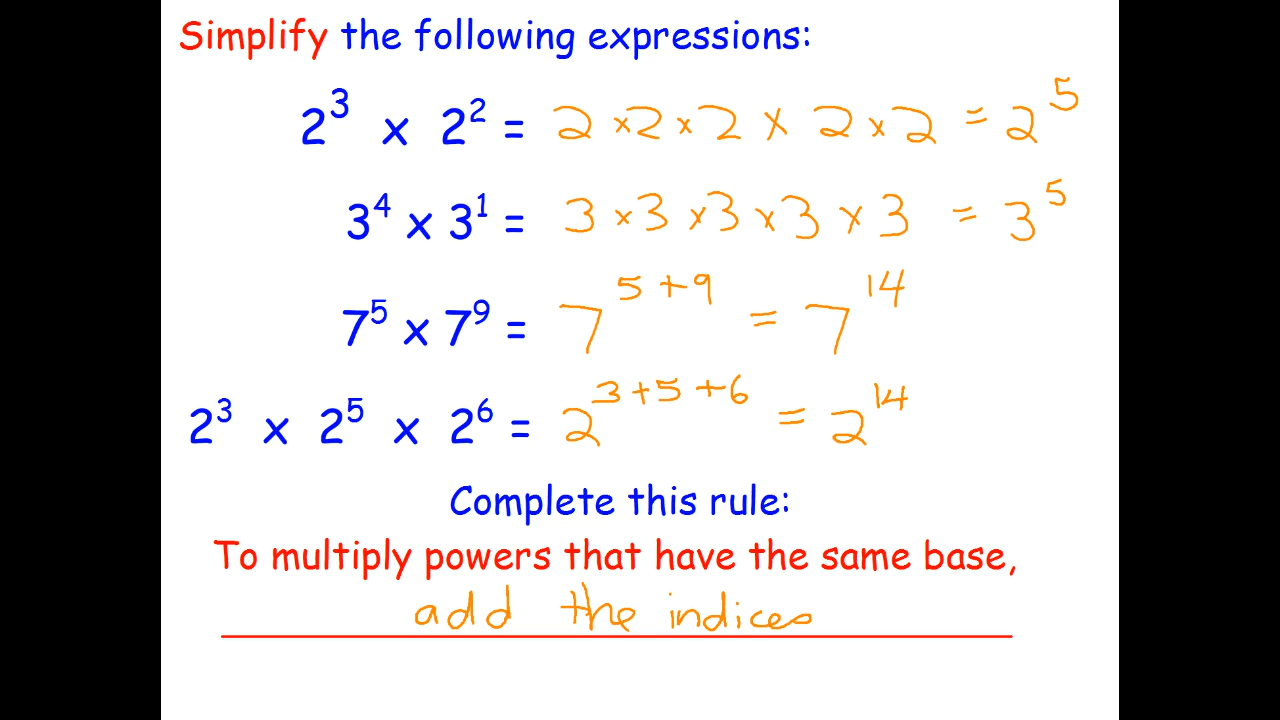 Simplify the following expressions:
2³ x 2² = 2 x 2 x 2 x 2 x 2 = 2⁵
3⁴ x 3¹ = 3 x 3 x 3 x 3 x 3 = 3⁵
7⁵ x 7⁹ = 7⁵⁺⁹ = 7¹⁴
2³ x 2⁵ x 2⁶ = 2³⁺⁵⁺⁶ = 2¹⁴
Complete this rule:
To multiply powers that have the same base,
add the indices